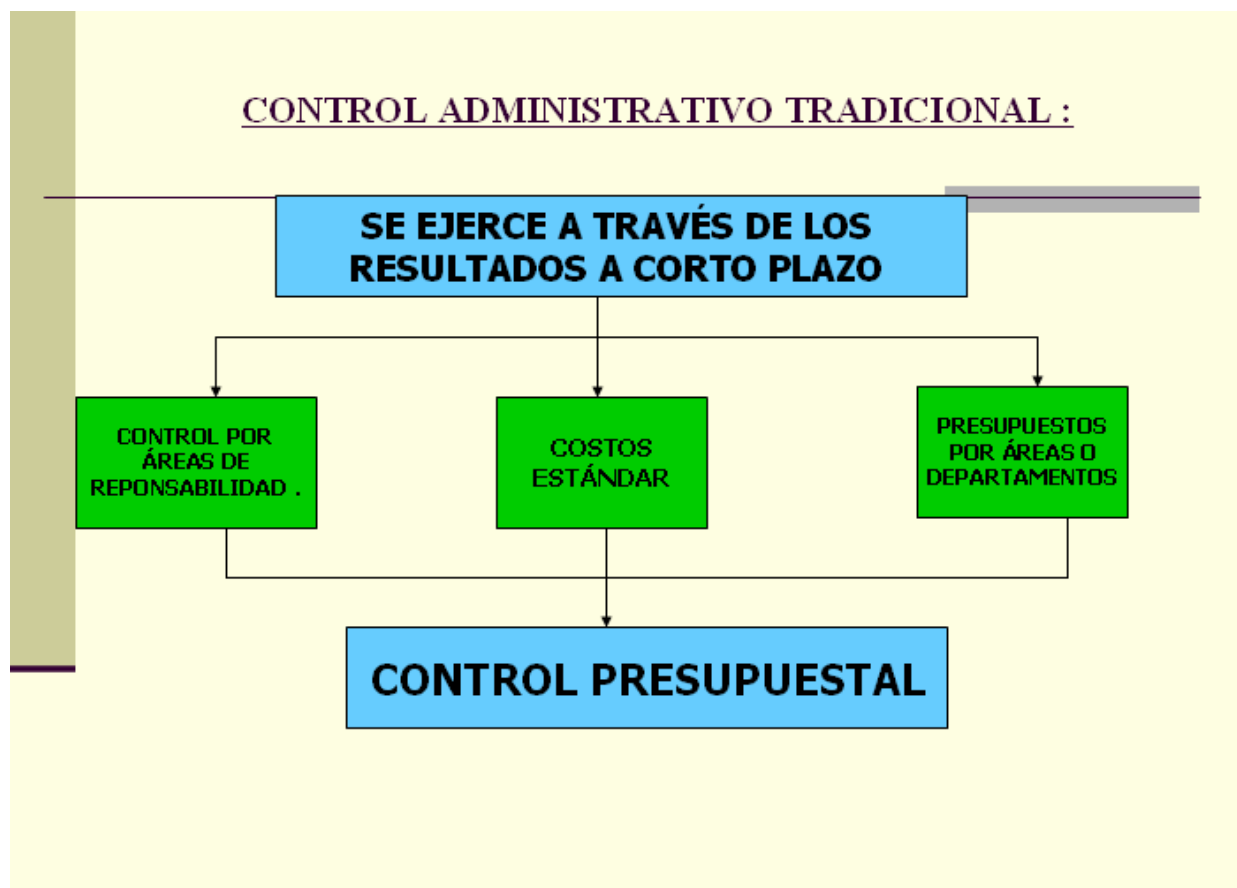 CONTROL ADMINISTRATIVO TRADICIONAL :
SE EJERCE A TRAVÉS DE LOS
RESULTADOS A CORTO PLAZO
CONTROL POR
ÁREAS DE
REPONSABILIDAD .
COSTOS
ESTÁNDAR
PRESUPUESTOS
POR ÁREAS O
DEPARTAMENTOS
CONTROL PRESUPUESTAL